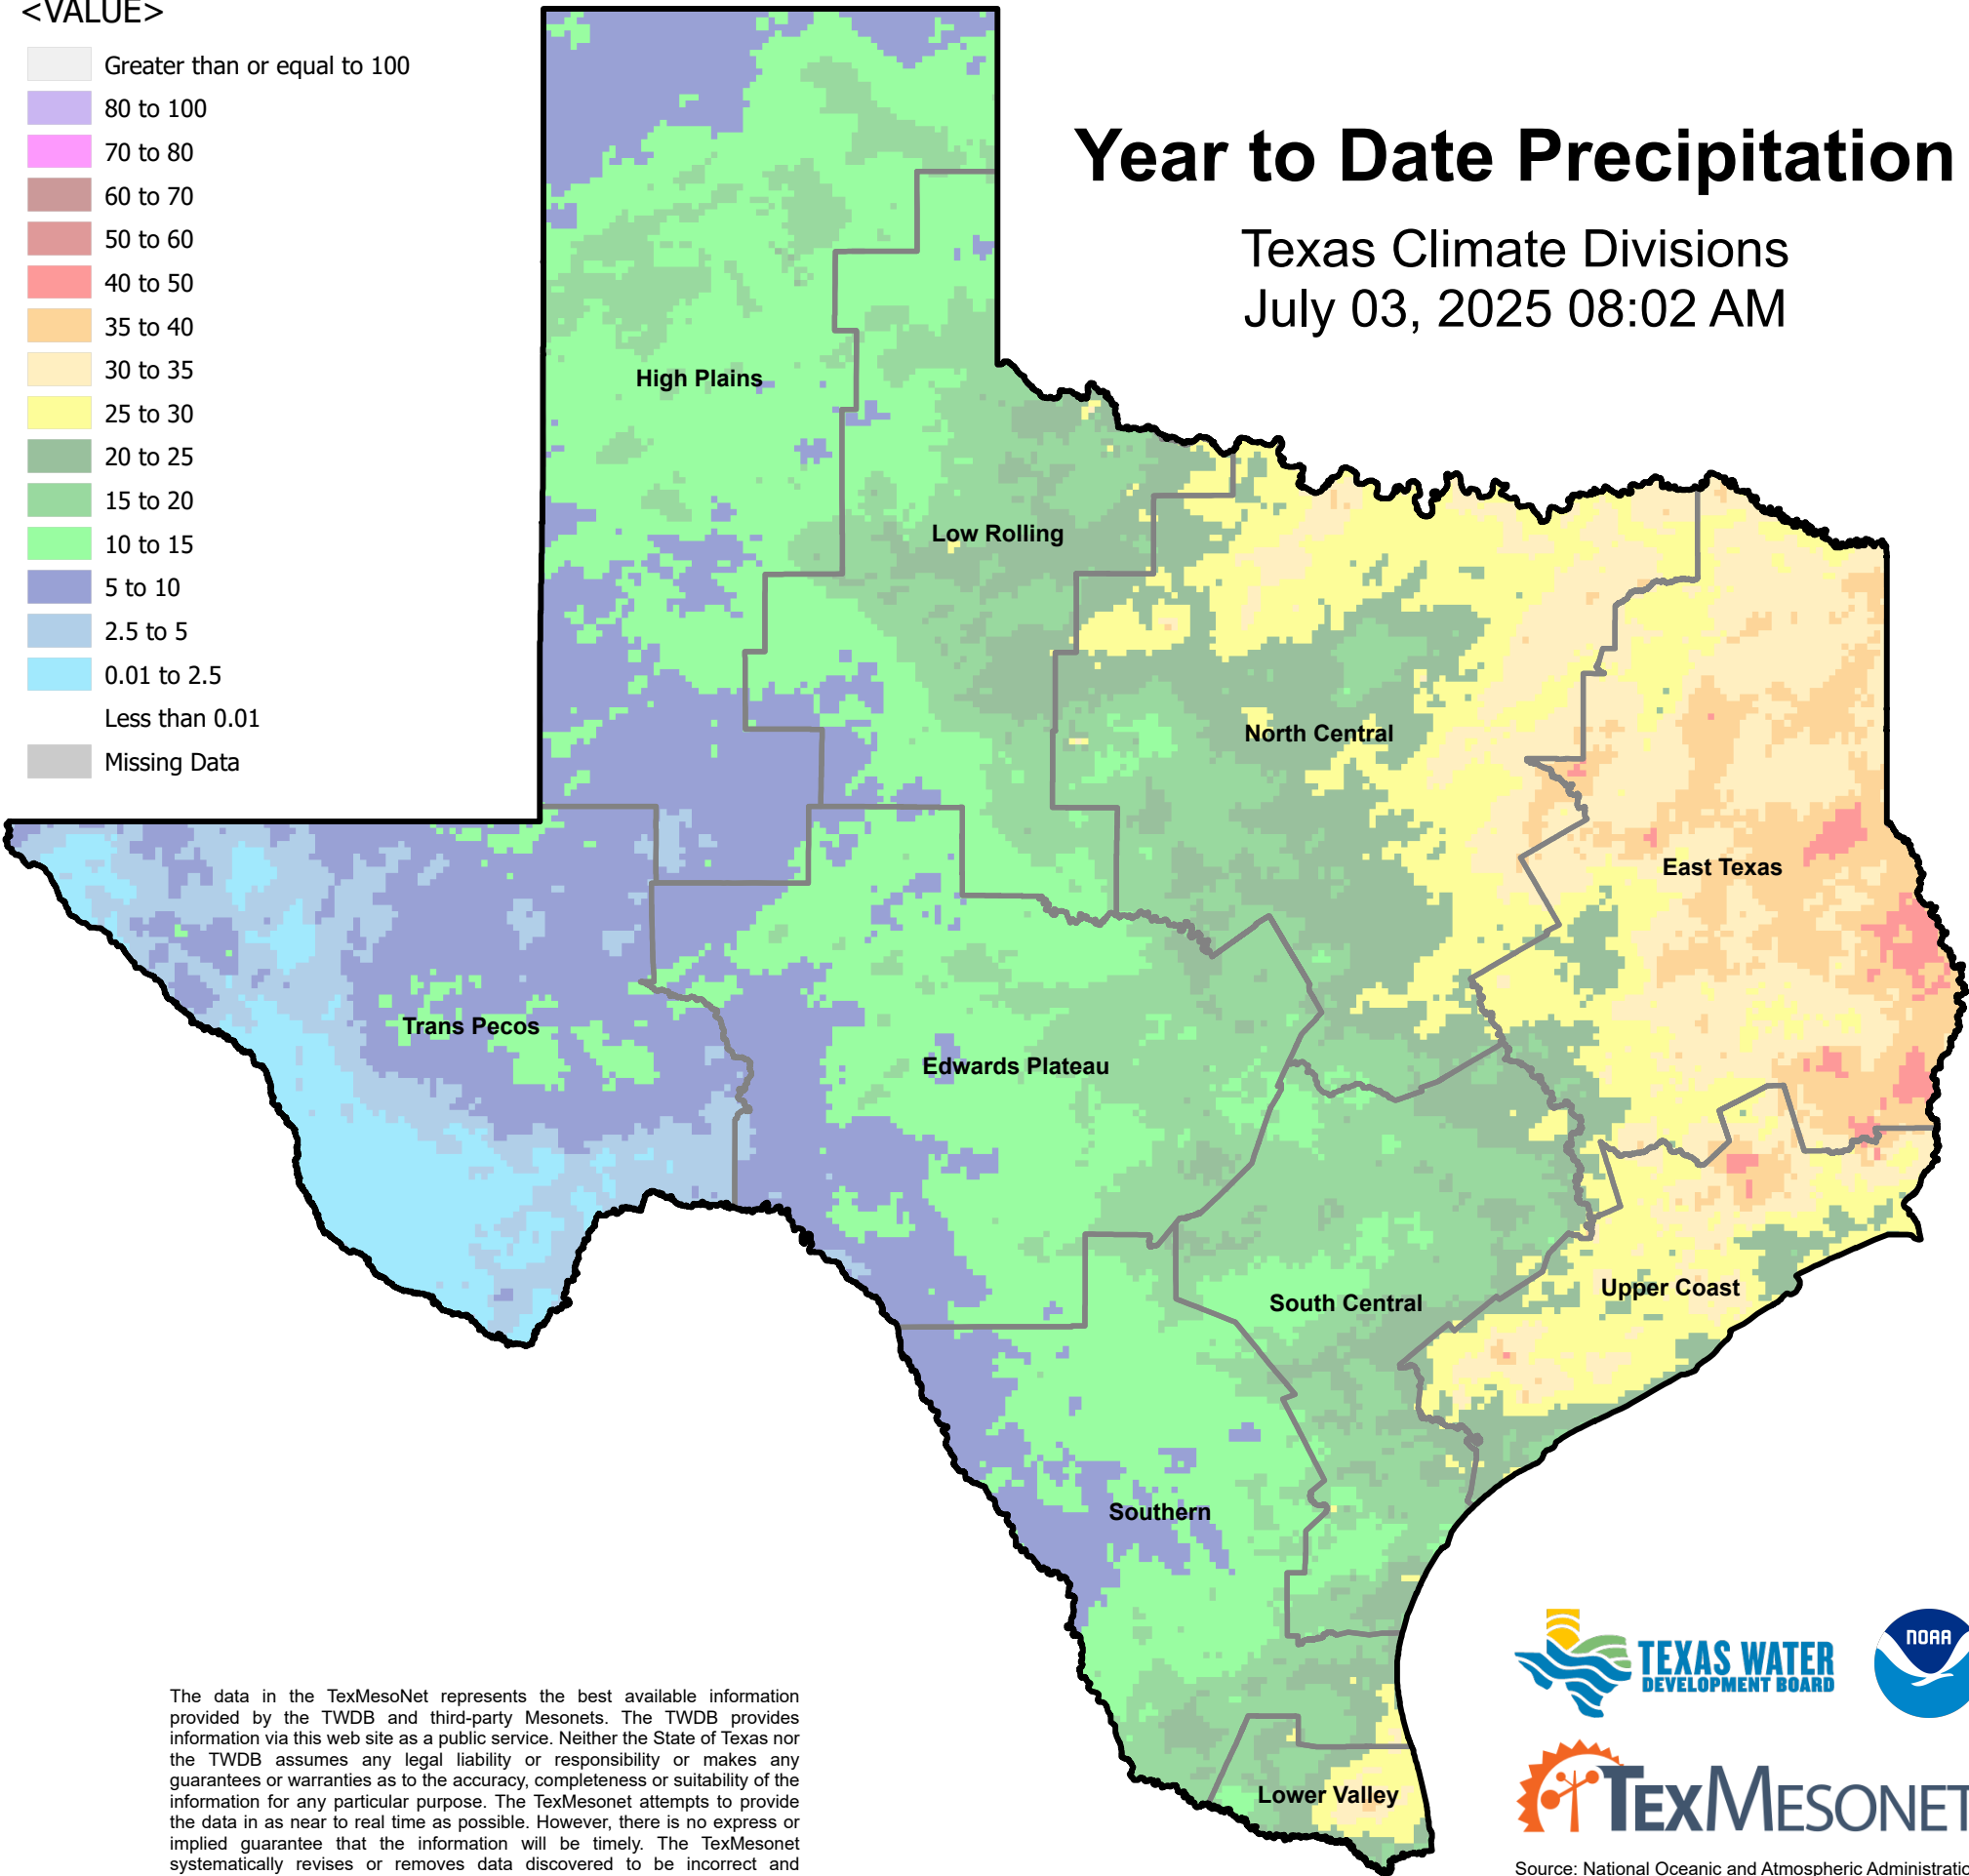 <VALUE>
Greater than or equal to 100
80 to 100
70 to 80
60 to 70
50 to 60
40 to 50
35 to 40
30 to 35
25 to 30
20 to 25
15 to 20
10 to 15
5 to 10
2.5 to 5
0.01 to 2.5
Less than 0.01
Missing Data
Year to Date Precipitation
Texas Climate Divisions
July 03, 2025 08:02 AM
High Plains
Low Rolling
North Central
East Texas
Trans Pecos
Edwards Plateau
South Central
Upper Coast
Southern
Lower Valley
The data in the TexMesoNet represents the best available information
provided by the TWDB and third-party Mesonets. The TWDB provides
information via this web site as a public service. Neither the State of Texas nor
the TWDB assumes any legal liability or responsibility or makes any
guarantees or warranties as to the accuracy, completeness or suitability of the
information for any particular purpose. The TexMesonet attempts to provide
the data in as near to real time as possible. However, there is no express or
implied guarantee that the information will be timely. The TexMesonet
systematically revises or removes data discovered to be incorrect and
TEXAS WATER
DEVELOPMENT BOARD
NOAA
TEXMESONET
Source: National Oceanic and Atmospheric Administratio